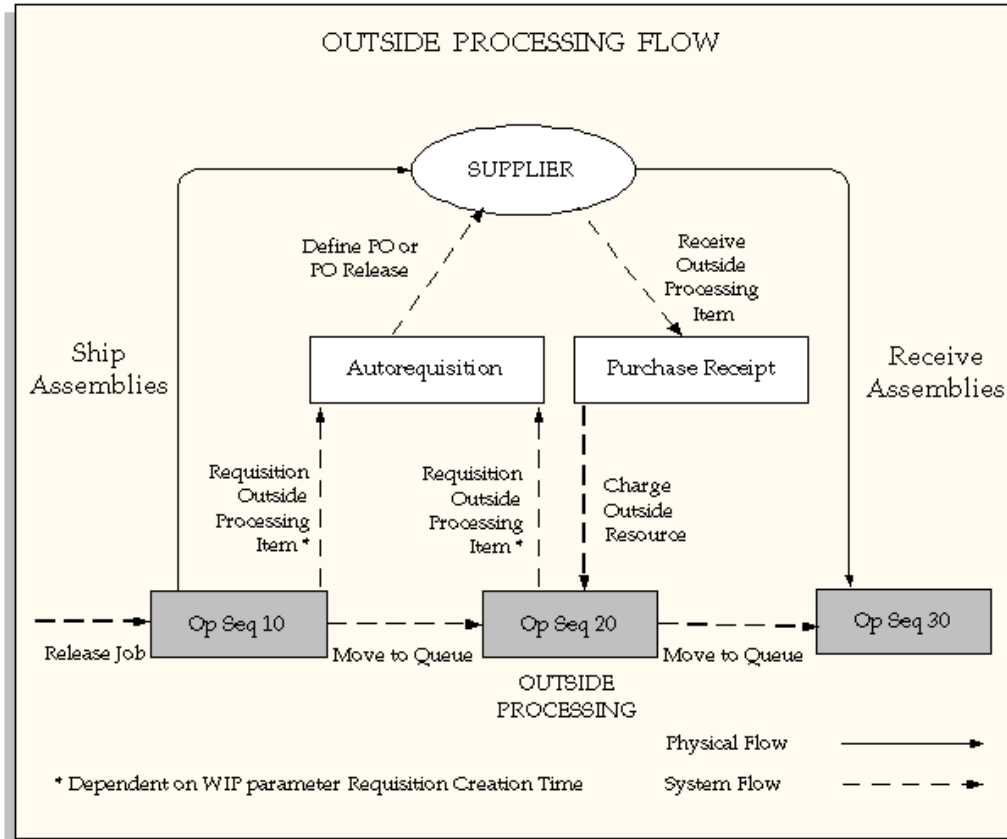 OUTSIDE PROCESSING FLOW
SUPPLIER
Define PO or
PO Release
Receive
Outside
Processing
Item
Ship
Assemblies
Autorequisition
Purchase Receipt
Receive
Assemblies
Requisition
Outside
Processing
Item *
Requisition
Outside
Processing
Item *
Charge
Outside
Resource
Op Seq 10
Op Seq 20
Op Seq 30
Release Job
Move to Queue
Move to Queue
OUTSIDE
PROCESSING
Physical Flow
* Dependent on WIP parameter Requisition Creation Time
System Flow